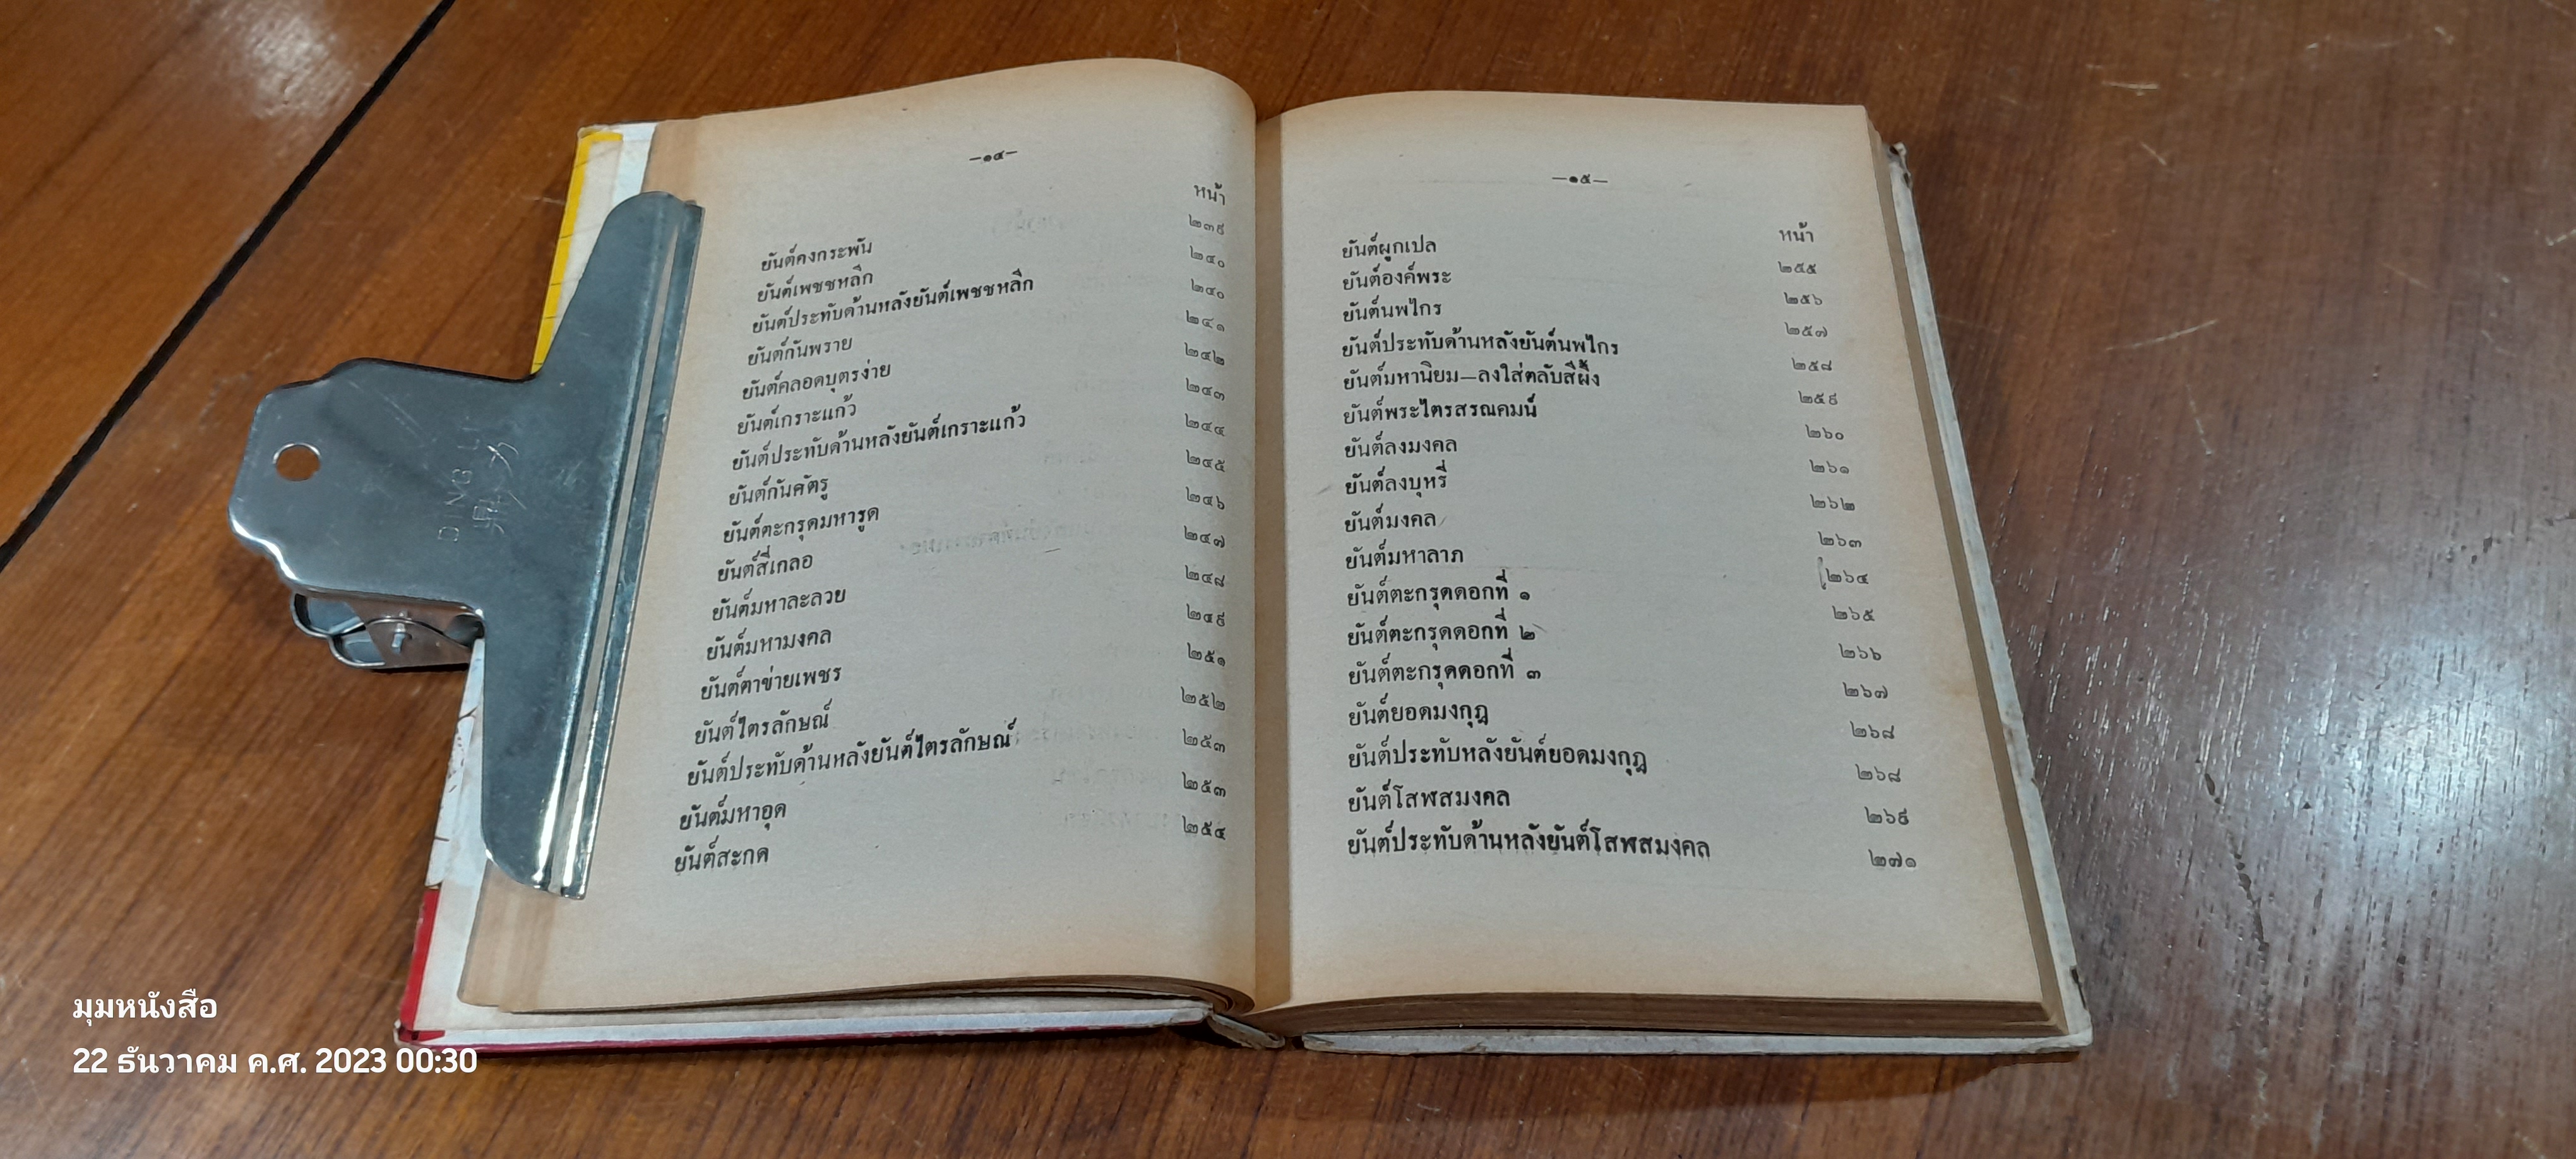 —๑๔—
หน้า
ยันต์คงกระพัน ๒๓๙
ยันต์เพชชหลีก ๒๔๐
ยันต์ประทับด้านหลังยันต์เพชชหลีก ๒๔๐
ยันต์กันพราย ๒๔๑
ยันต์คลอดบุตรง่าย ๒๔๒
ยันต์เกราะแก้ว ๒๔๓
ยันต์ประทับด้านหลังยันต์เกราะแก้ว ๒๔๔
ยันต์กันศัตรู ๒๔๕
ยันต์ตะกรุดมหารูด ๒๔๖
ยันต์สี่เกลอ ๒๔๗
ยันต์มหาละลวย ๒๔๘
ยันต์มหามงคล ๒๔๙
ยันต์ตาข่ายเพชร ๒๕๑
ยันต์ไตรลักษณ์ ๒๕๒
ยันต์ประทับด้านหลังยันต์ไตรลักษณ์ ๒๕๓
ยันต์มหาอุด ๒๕๓
ยันต์สะกด ๒๕๔
—๑๕—
หน้า
ยันต์ผูกเปล ๒๕๕
ยันต์องค์พระ ๒๕๖
ยันต์นพไกร ๒๕๗
ยันต์ประทับด้านหลังยันต์นพไกร ๒๕๘
ยันต์มหานิยม—ลงใส่ตลับสีผึ้ง ๒๕๙
ยันต์พระไตรสรณคมน์ ๒๖๐
ยันต์ลงมงคล ๒๖๑
ยันต์ลงบุหรี่ ๒๖๒
ยันต์มงคล ๒๖๓
ยันต์มหาลาภ ๒๖๔
ยันต์ตะกรุดดอกที่ ๑ ๒๖๕
ยันต์ตะกรุดดอกที่ ๒ ๒๖๖
ยันต์ตะกรุดดอกที่ ๓ ๒๖๗
ยันต์ยอดมงกุฎ ๒๖๘
ยันต์ประทับหลังยันต์ยอดมงกุฎ ๒๖๘
ยันต์โสฬสมงคล ๒๖๙
ยันต์ประทับด้านหลังยันต์โสฬสมงคล ๒๗๑
DING LI
鼎力
มุมหนังสือ
22 ธันวาคม ค.ศ. 2023 00:30